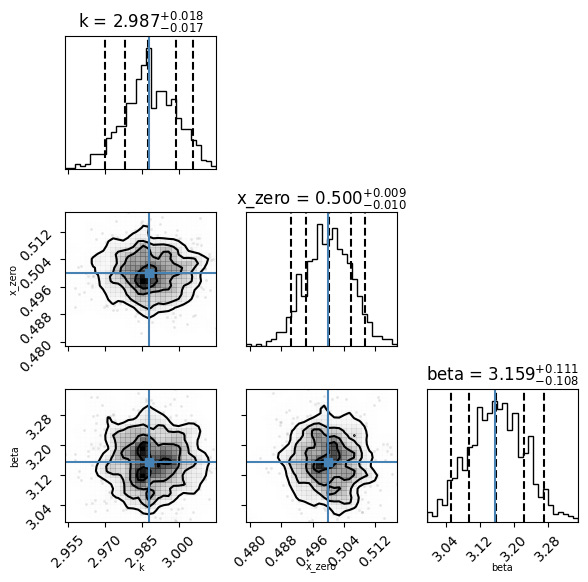 k = 2.987+0.018−0.017
x_zero = 0.500+0.009−0.010
x_zero
0.512
0.504
0.496
0.488
0.480
beta = 3.159+0.111−0.108
beta
3.28
3.20
3.12
3.04
2.955 2.970 2.985 3.000
k
0.480 0.488 0.496 0.504 0.512
x_zero
3.04 3.12 3.20 3.28
beta